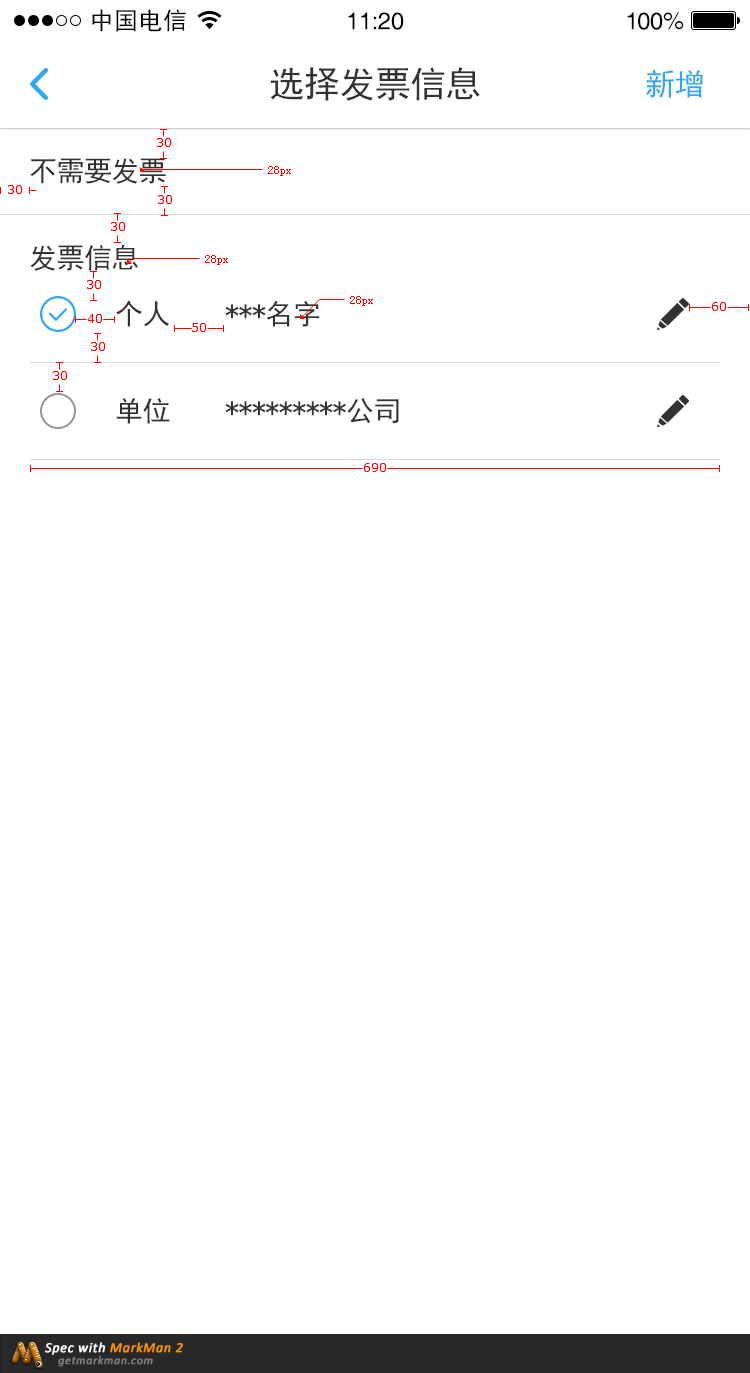 中国电信 11:20 100%
选择发票信息 新增
30
不需要发票 28px
30
30
30
发票信息 28px
30
个人 ***名字 28px
40 50 60
30
30
单位 *********公司
690
Spec with MarkMan 2
getmarkman.com